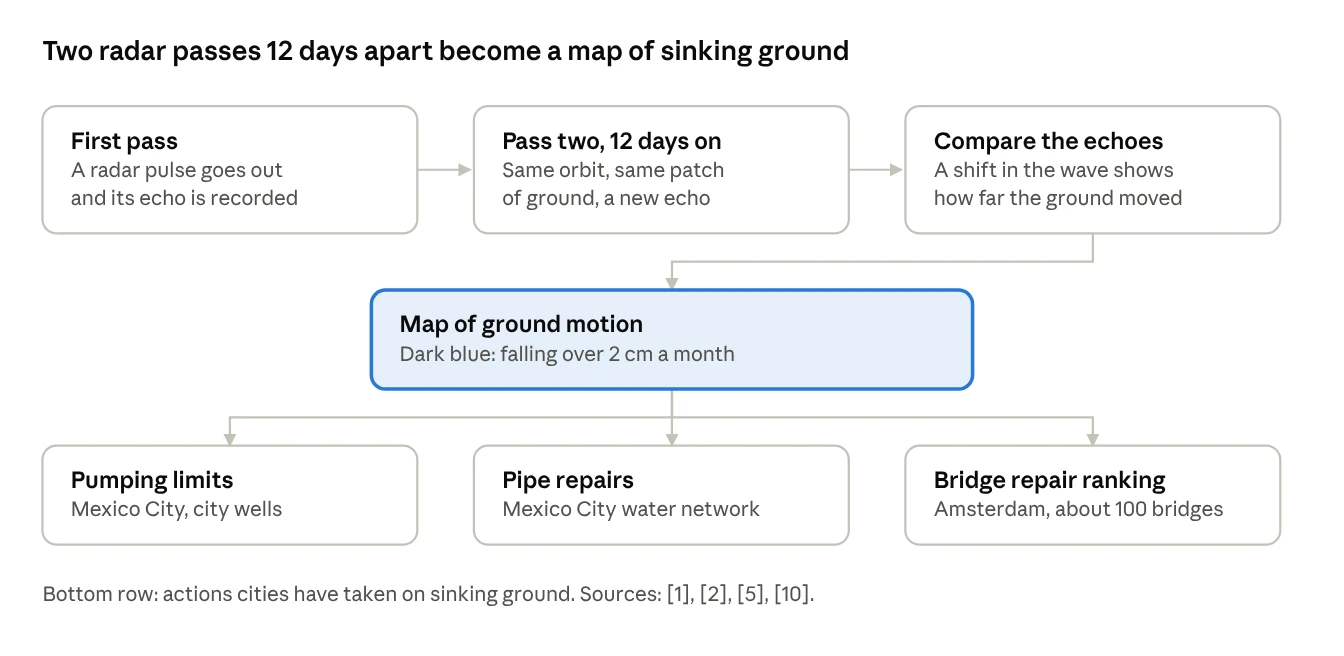 Two radar passes 12 days apart become a map of sinking ground
First pass
A radar pulse goes out
and its echo is recorded
Pass two, 12 days on
Same orbit, same patch
of ground, a new echo
Compare the echoes
A shift in the wave shows
how far the ground moved
Map of ground motion
Dark blue: falling over 2 cm a month
Pumping limits
Mexico City, city wells
Pipe repairs
Mexico City water network
Bridge repair ranking
Amsterdam, about 100 bridges
Bottom row: actions cities have taken on sinking ground. Sources: [1], [2], [5], [10].